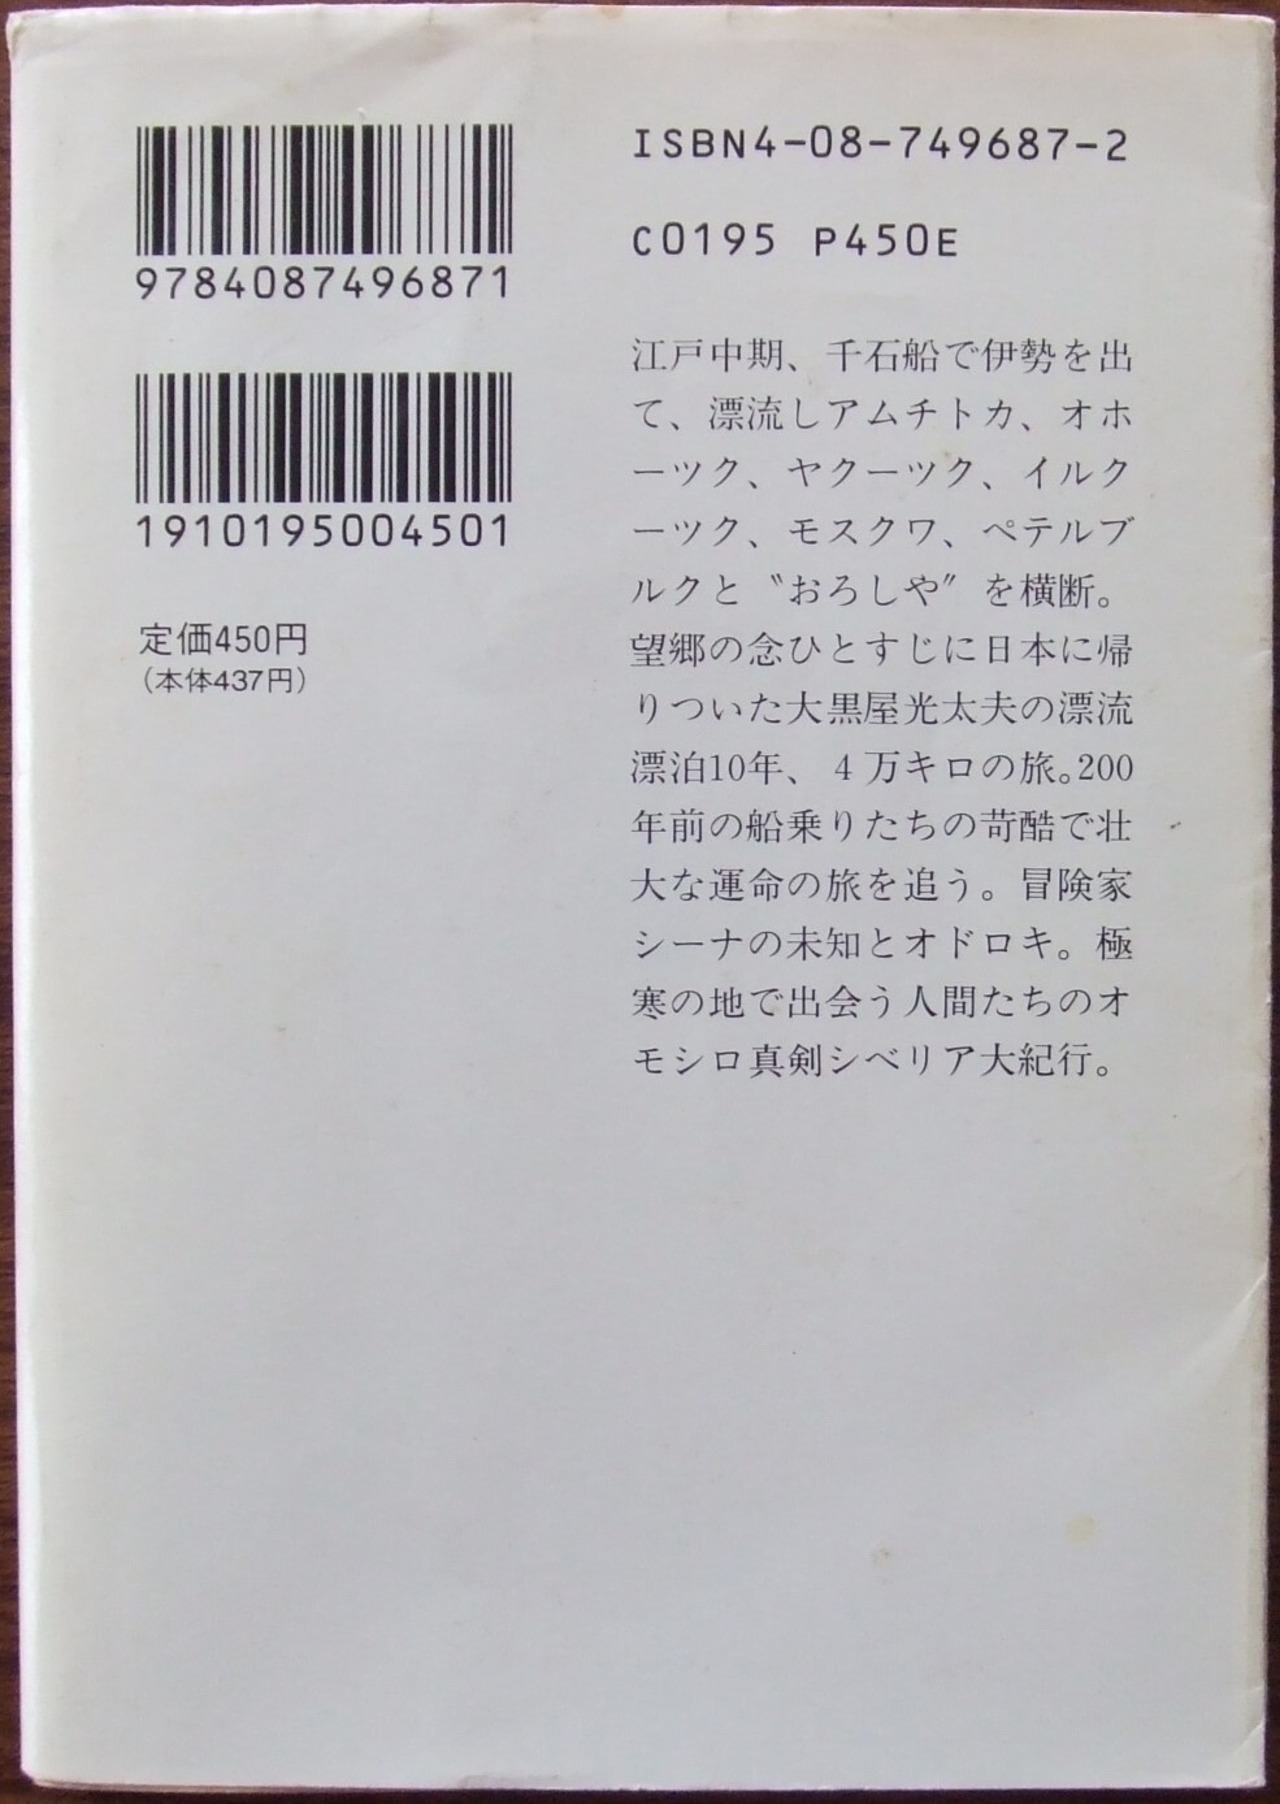 9784087496871
1910195004501
定価450円
（本体437円）
ISBN4-08-749687-2
C0195 P450E
江戸中期、千石船で伊勢を出
て、漂流しアムチトカ、オホ
ーツク、ヤクーツク、イルク
ーツク、モスクワ、ペテルブ
ルクと〝おろしや〟を横断。
望郷の念ひとすじに日本に帰
りついた大黒屋光太夫の漂流
漂泊10年、4万キロの旅。200
年前の船乗りたちの苛酷で壮
大な運命の旅を追う。冒険家
シーナの未知とオドロキ。極
寒の地で出会う人間たちのオ
モシロ真剣シベリア大紀行。